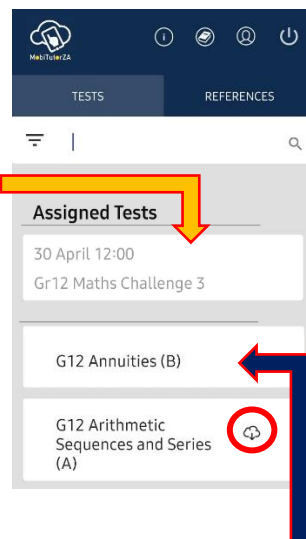 MobiTutorZA
TESTS
REFERENCES
Assigned Tests
30 April 12:00
Gr12 Maths Challenge 3
G12 Annuities (B)
G12 Arithmetic
Sequences and Series
(A)